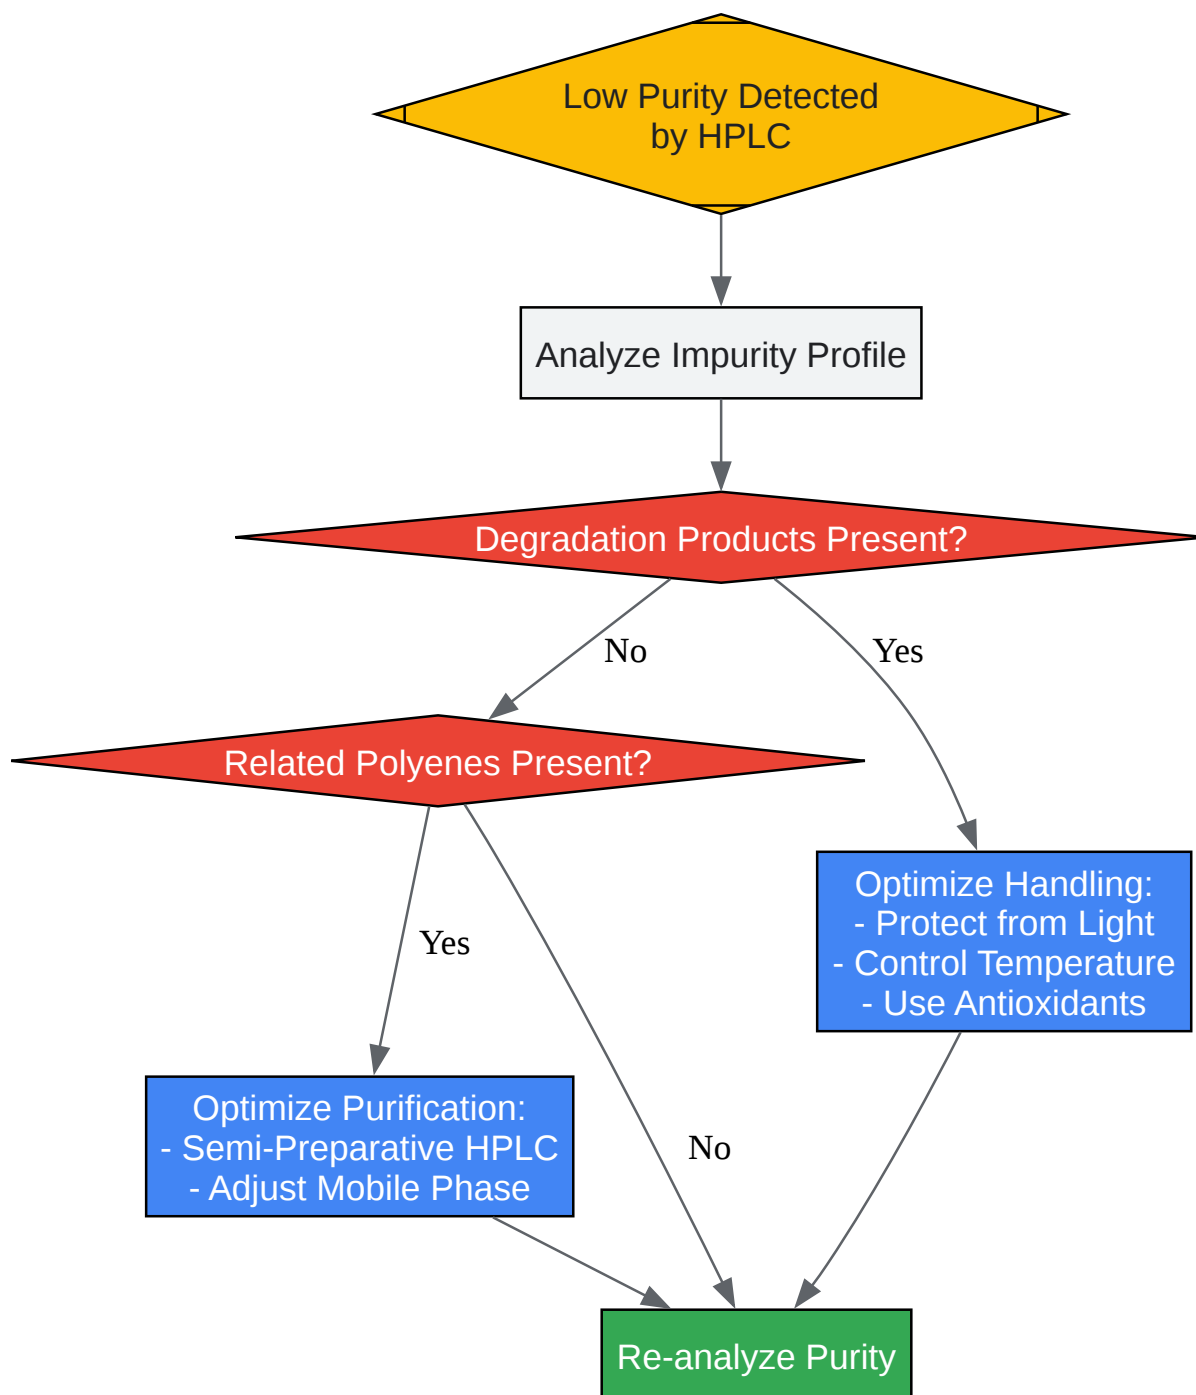 Low Purity Detected
by HPLC
Analyze Impurity Profile
Degradation Products Present?
No
Yes
Related Polyenes Present?
Optimize Handling:
- Protect from Light
- Control Temperature
- Use Antioxidants
Yes
Optimize Purification:
- Semi-Preparative HPLC
- Adjust Mobile Phase
No
Re-analyze Purity